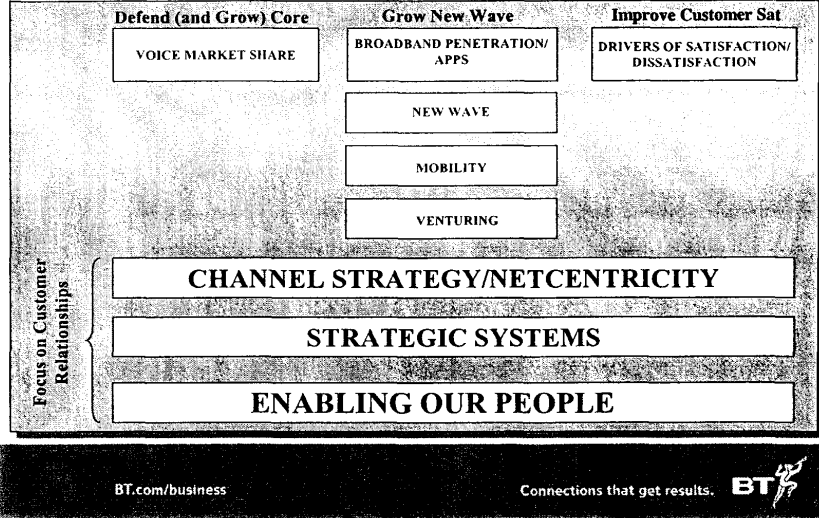 Defend (and Grow) Core
Grow New Wave
Improve Customer Sat
VOICE MARKET SHARE
BROADBAND PENETRATION/
APPS
DRIVERS OF SATISFACTION/
DISSATISFACTION
NEW WAVE
MOBILITY
VENTURING
Focus on Customer
Relationships
CHANNEL STRATEGY/NETCENTRICITY
STRATEGIC SYSTEMS
ENABLING OUR PEOPLE
BT.com/business
Connections that get results.
BT